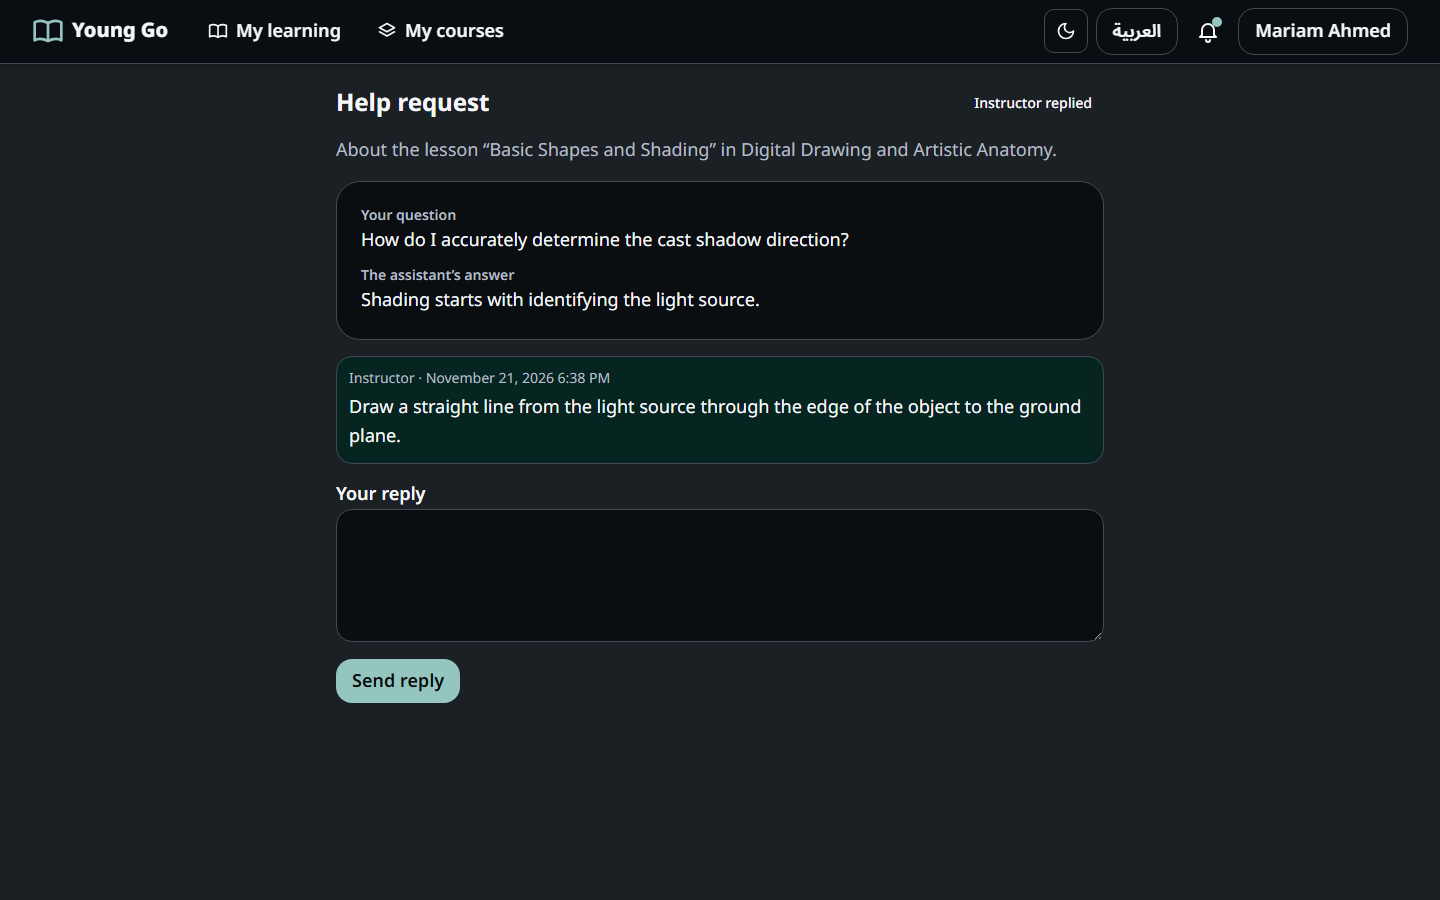 Young Go
My learning
My courses
العربية
Mariam Ahmed
Help request
Instructor replied
About the lesson “Basic Shapes and Shading” in Digital Drawing and Artistic Anatomy.
Your question
How do I accurately determine the cast shadow direction?
The assistant’s answer
Shading starts with identifying the light source.
Instructor · November 21, 2026 6:38 PM
Draw a straight line from the light source through the edge of the object to the ground
plane.
Your reply
Send reply